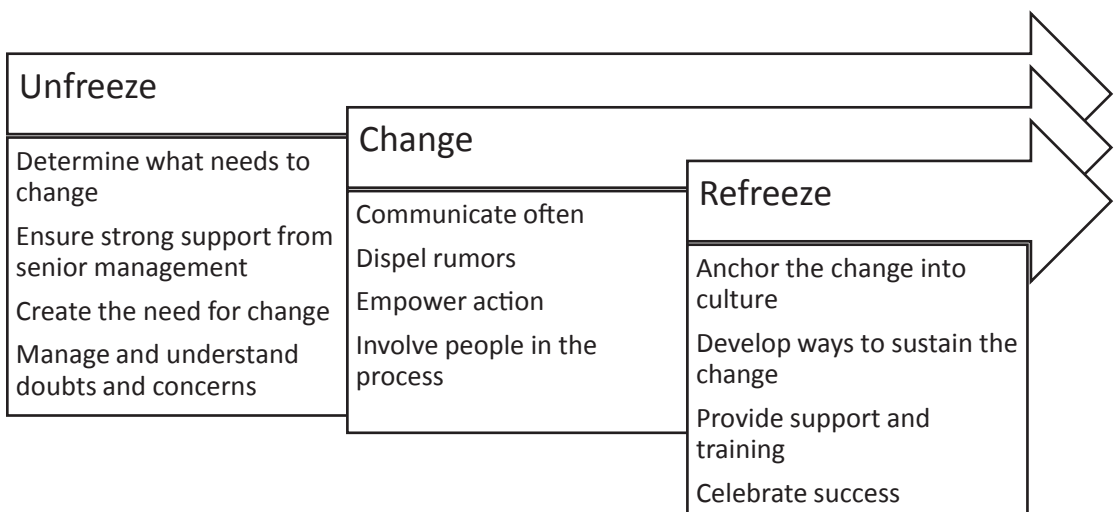 Unfreeze
Determine what needs to
change
Ensure strong support from
senior management
Create the need for change
Manage and understand
doubts and concerns
Change
Communicate often
Dispel rumors
Empower action
Involve people in the
process
Refreeze
Anchor the change into
culture
Develop ways to sustain the
change
Provide support and
training
Celebrate success